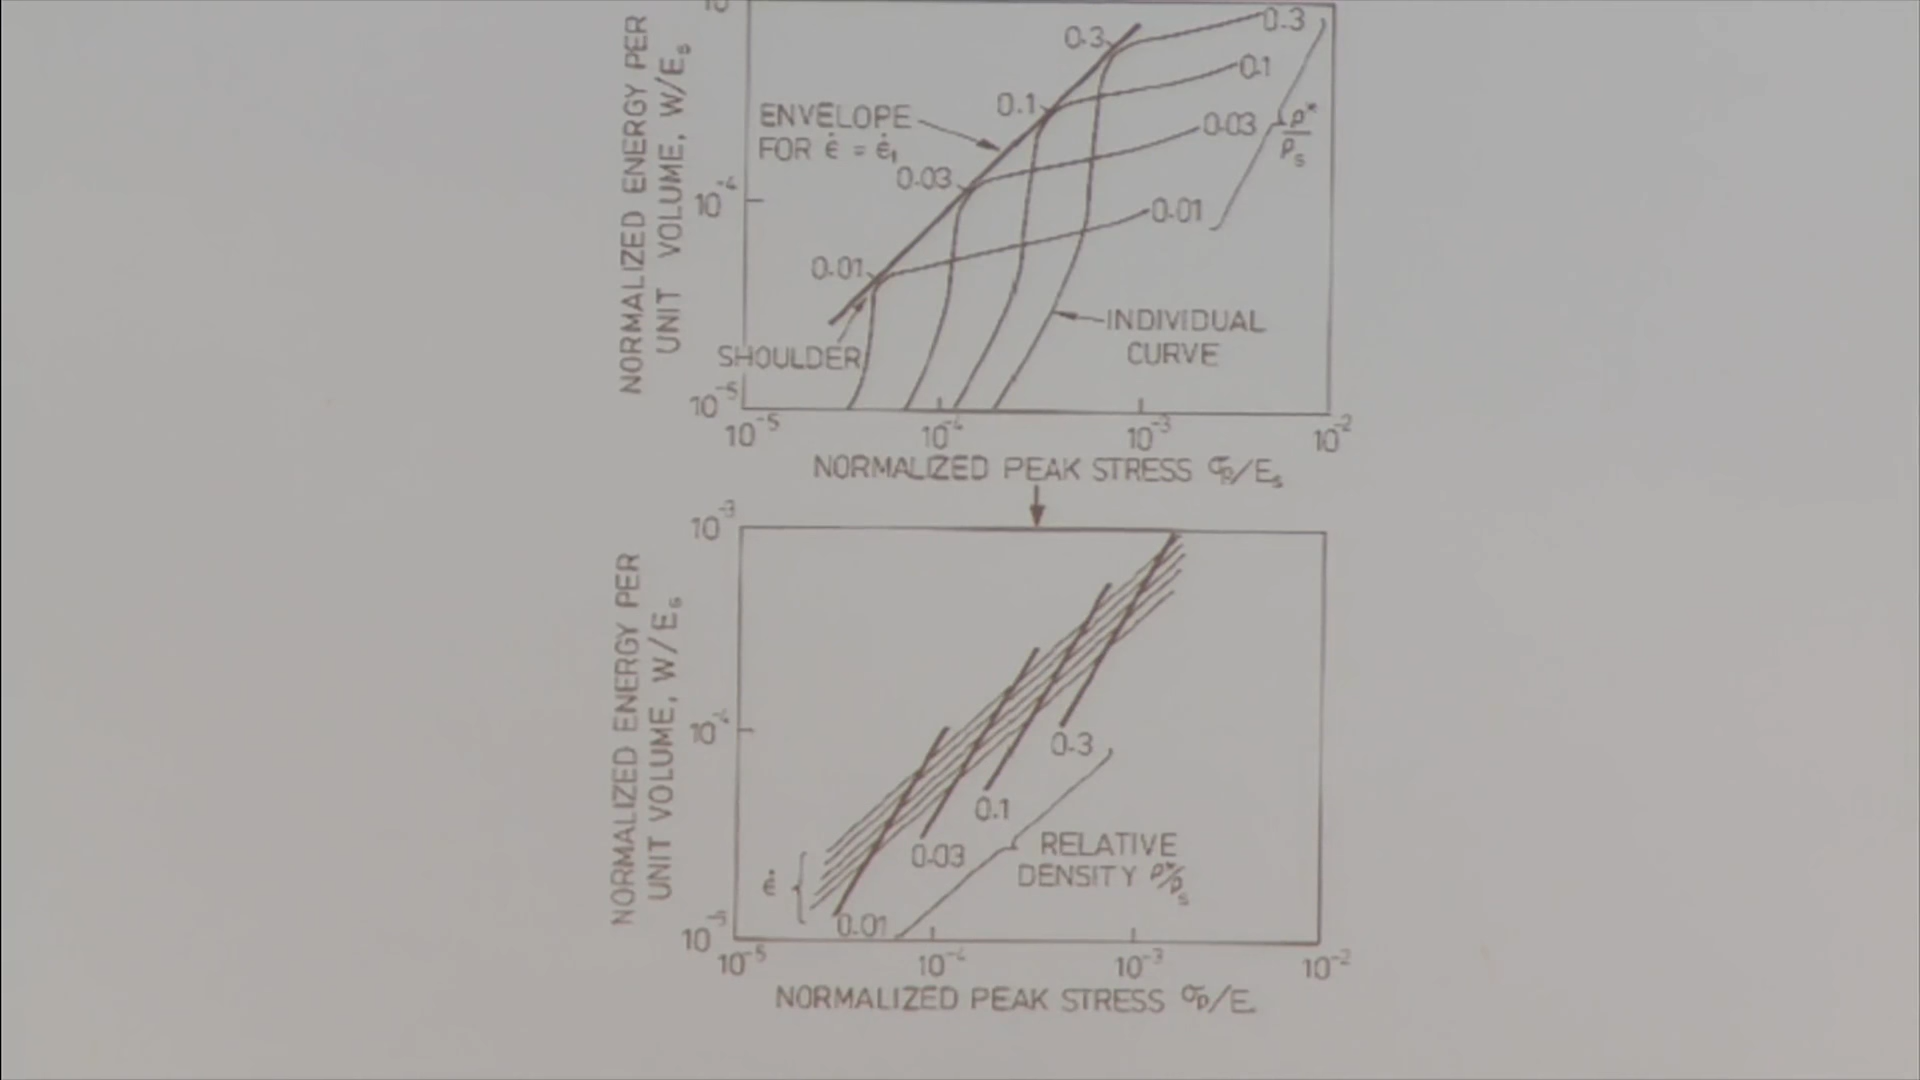 10
NORMALIZED ENERGY PER
UNIT VOLUME, W/Es
0.3
0.3
0.1
0.1
ENVELOPE
FOR ε̇ = ε̇₁
0.03
ρ*/ρs
0.03
10⁻⁴
0.01
0.01
INDIVIDUAL
CURVE
SHOULDER
10⁻⁵
10⁻⁵
10⁻⁴
10⁻³
10⁻²
NORMALIZED PEAK STRESS σp/Es
10⁻³
NORMALIZED ENERGY PER
UNIT VOLUME, W/Es
10⁻⁴
0.3
0.1
0.03
RELATIVE
DENSITY ρ*/ρs
ε̇
0.01
10⁻⁵
10⁻⁵
10⁻⁴
10⁻³
10⁻²
NORMALIZED PEAK STRESS σp/E